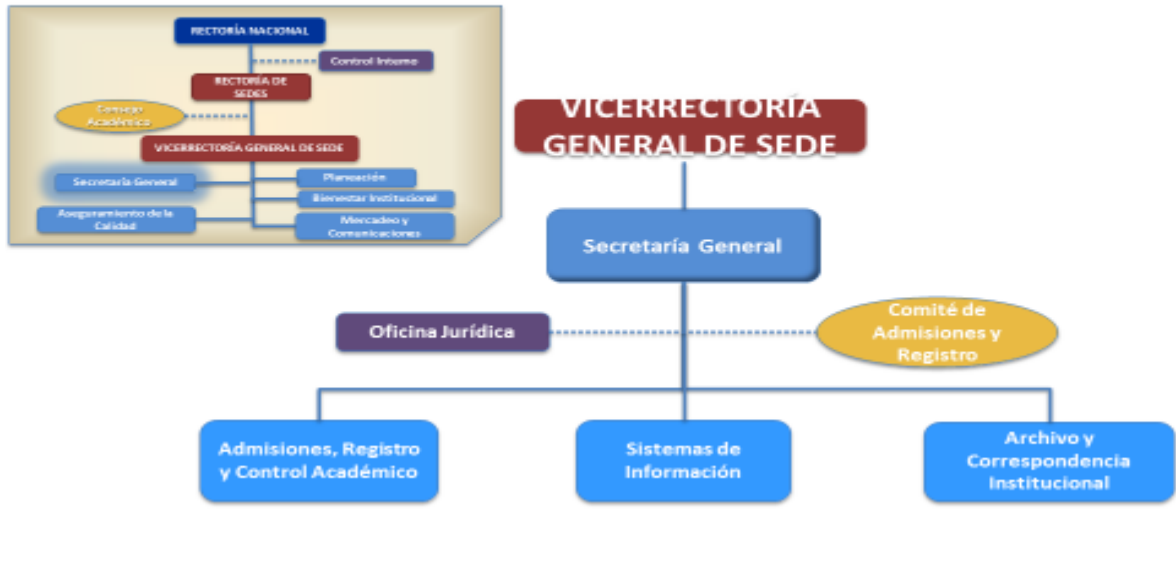 RECTORÍA NACIONAL
Control Interno
RECTORÍA DE
SEDES
Consejo
Académico
VICERRECTORÍA GENERAL DE SEDE
Secretaría General
Planeación
Bienestar Institucional
Aseguramiento de la
Calidad
Mercadeo y
Comunicaciones
VICERRECTORÍA
GENERAL DE SEDE
Secretaría General
Oficina Jurídica
Comité de
Admisiones y
Registro
Admisiones, Registro
y Control Académico
Sistemas de
Información
Archivo y
Correspondencia
Institucional